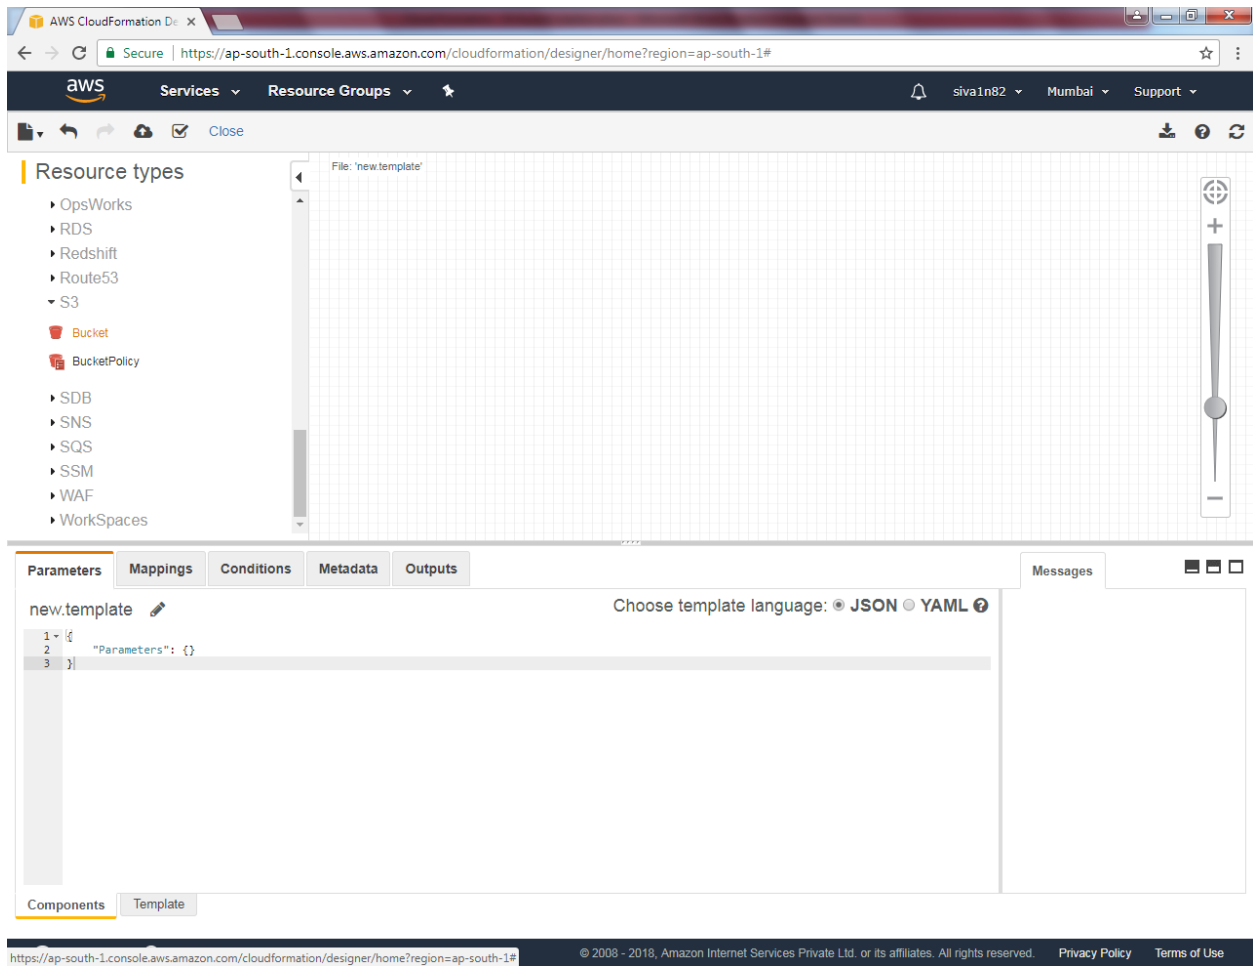 AWS CloudFormation De
Secure https://ap-south-1.console.aws.amazon.com/cloudformation/designer/home?region=ap-south-1#
aws Services Resource Groups siva1n82 Mumbai Support
Close
Resource types
File: 'new.template'
OpsWorks
RDS
Redshift
Route53
S3
Bucket
BucketPolicy
SDB
SNS
SQS
SSM
WAF
WorkSpaces
Parameters Mappings Conditions Metadata Outputs
Messages
new.template
Choose template language: JSON YAML
1 {
2 "Parameters": {}
3 }
Components Template
https://ap-south-1.console.aws.amazon.com/cloudformation/designer/home?region=ap-south-1#
© 2008 - 2018, Amazon Internet Services Private Ltd. or its affiliates. All rights reserved. Privacy Policy Terms of Use